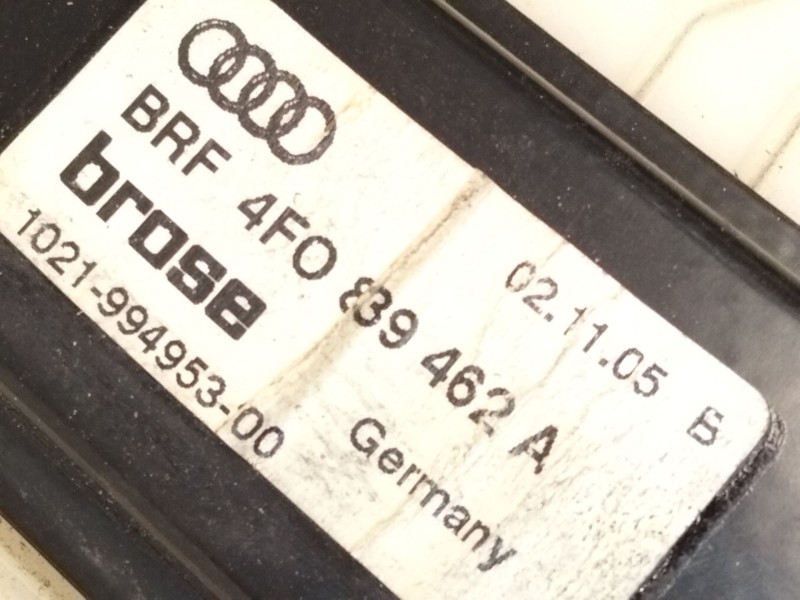 BRF 4F0 839 462 A
brose
02.11.05 B
1021-994953-00
Germany